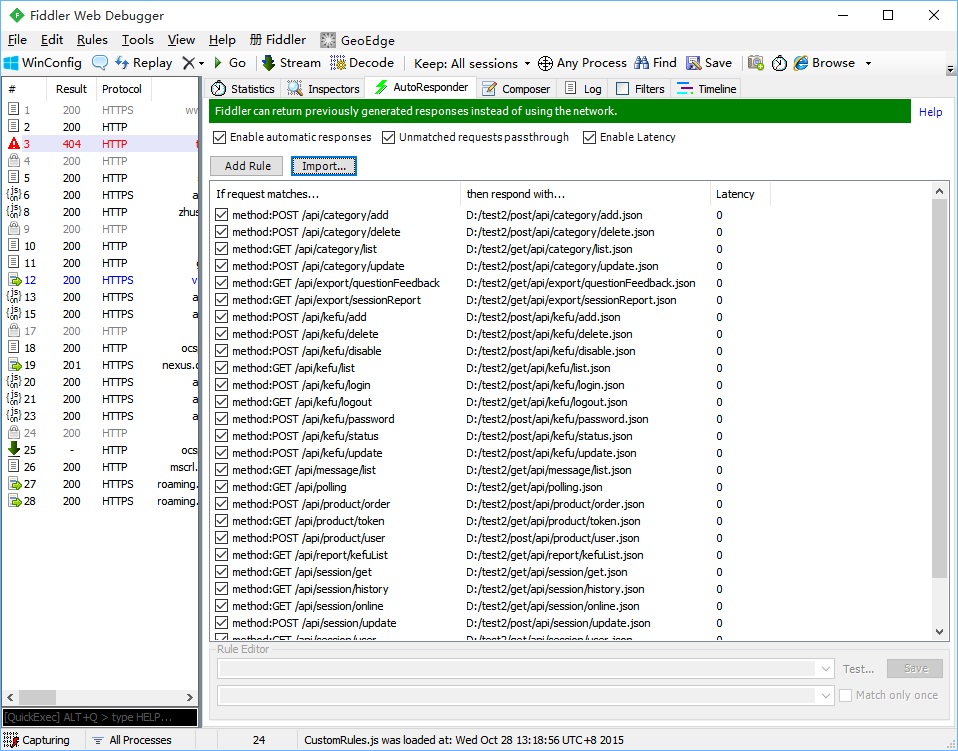 Fiddler Web Debugger
File Edit Rules Tools View Help 册 Fiddler GeoEdge
WinConfig Replay Go Stream Decode Keep: All sessions Any Process Find Save Browse
# Result Protocol
1 200 HTTPS ww
2 200 HTTP
3 404 HTTP f
4 200 HTTP
5 200 HTTP
6 200 HTTPS a
8 200 HTTP zhus
9 200 HTTP
10 200 HTTP
11 200 HTTP
12 200 HTTPS v
13 200 HTTPS a
15 200 HTTPS a
17 200 HTTP
18 200 HTTP ocs
19 201 HTTPS nexus.
20 200 HTTPS a
21 200 HTTPS a
23 200 HTTPS a
24 200 HTTP
25 - HTTP ocs
26 200 HTTP mscrl.
27 200 HTTPS roaming.
28 200 HTTPS roaming.
[QuickExec] ALT+Q > type HELP...
Statistics Inspectors AutoResponder Composer Log Filters Timeline
Fiddler can return previously generated responses instead of using the network. Help
Enable automatic responses Unmatched requests passthrough Enable Latency
Add Rule Import...
If request matches... then respond with... Latency
method:POST /api/category/add D:/test2/post/api/category/add.json 0
method:POST /api/category/delete D:/test2/post/api/category/delete.json 0
method:GET /api/category/list D:/test2/get/api/category/list.json 0
method:POST /api/category/update D:/test2/post/api/category/update.json 0
method:GET /api/export/questionFeedback D:/test2/get/api/export/questionFeedback.json 0
method:GET /api/export/sessionReport D:/test2/get/api/export/sessionReport.json 0
method:POST /api/kefu/add D:/test2/post/api/kefu/add.json 0
method:POST /api/kefu/delete D:/test2/post/api/kefu/delete.json 0
method:POST /api/kefu/disable D:/test2/post/api/kefu/disable.json 0
method:GET /api/kefu/list D:/test2/get/api/kefu/list.json 0
method:POST /api/kefu/login D:/test2/post/api/kefu/login.json 0
method:GET /api/kefu/logout D:/test2/get/api/kefu/logout.json 0
method:POST /api/kefu/password D:/test2/post/api/kefu/password.json 0
method:POST /api/kefu/status D:/test2/post/api/kefu/status.json 0
method:POST /api/kefu/update D:/test2/post/api/kefu/update.json 0
method:GET /api/message/list D:/test2/get/api/message/list.json 0
method:GET /api/polling D:/test2/get/api/polling.json 0
method:POST /api/product/order D:/test2/post/api/product/order.json 0
method:GET /api/product/token D:/test2/get/api/product/token.json 0
method:POST /api/product/user D:/test2/post/api/product/user.json 0
method:GET /api/report/kefuList D:/test2/get/api/report/kefuList.json 0
method:GET /api/session/get D:/test2/get/api/session/get.json 0
method:GET /api/session/history D:/test2/get/api/session/history.json 0
method:GET /api/session/online D:/test2/get/api/session/online.json 0
method:POST /api/session/update D:/test2/post/api/session/update.json 0
method:GET /api/session/user D:/test2/get/api/session/user.json 0
Rule Editor
Test... Save
Match only once
Capturing All Processes 24 CustomRules.js was loaded at: Wed Oct 28 13:18:56 UTC+8 2015